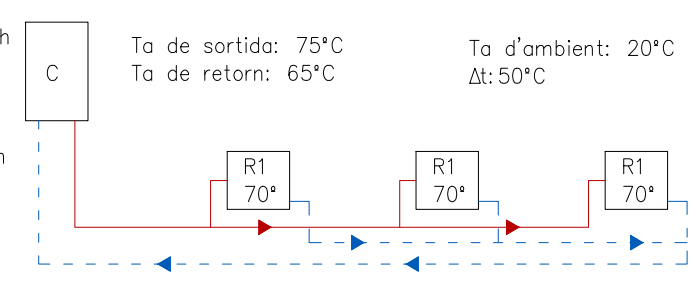 h
C
Ta de sortida: 75°C
Ta de retorn: 65°C
Ta d'ambient: 20°C
Δt: 50°C
n
R1
70°
R1
70°
R1
70°